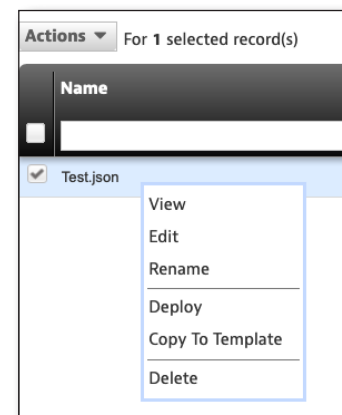 Actions For 1 selected record(s)
Name
Test.json
View
Edit
Rename
Deploy
Copy To Template
Delete